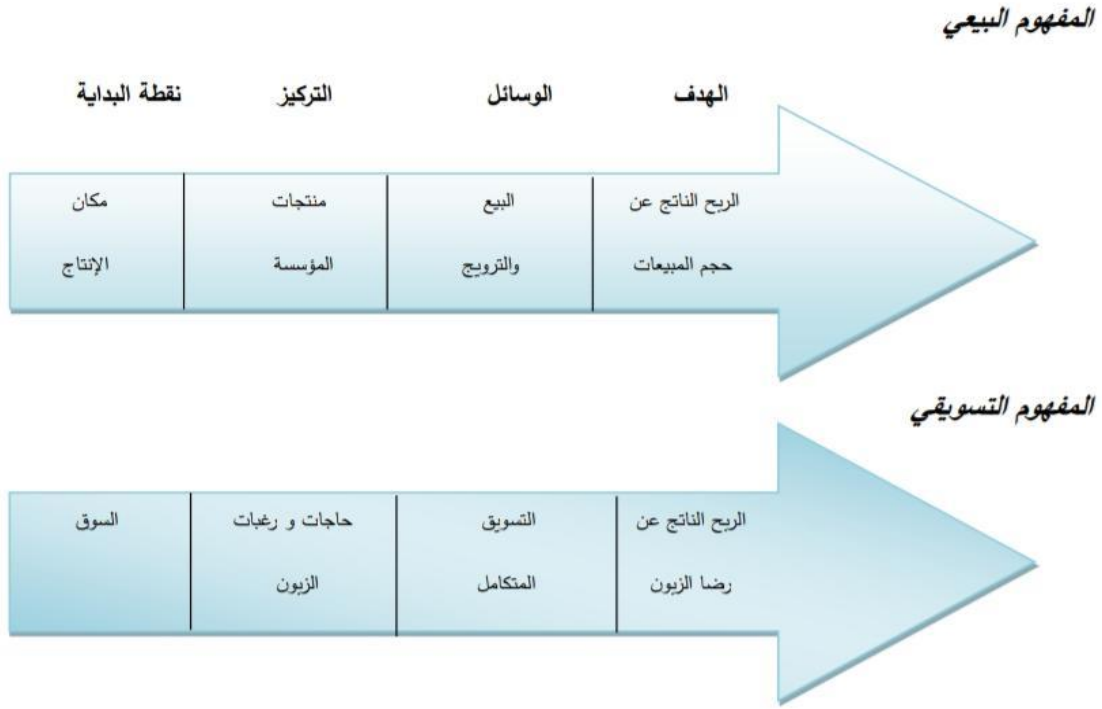 المفهوم البيعي
نقطة البداية
التركيز
الوسائل
الهدف
مكان
الإنتاج
منتجات
المؤسسة
البيع
والترويج
الربح الناتج عن
حجم المبيعات
المفهوم التسويقي
السوق
حاجات و رغبات
الزبون
التسويق
المتكامل
الربح الناتج عن
رضا الزبون